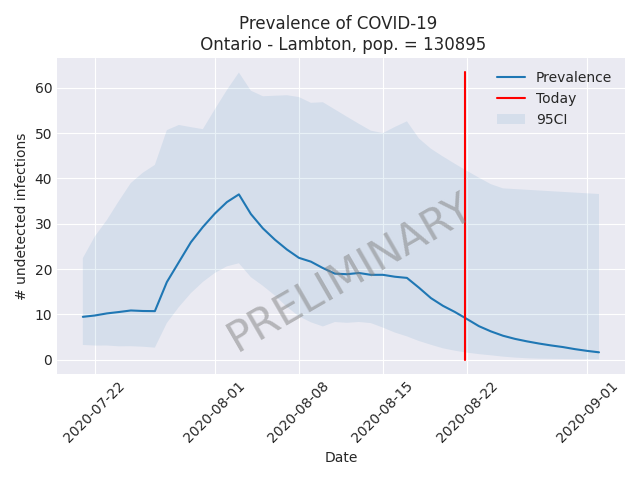 Prevalence of COVID-19
Ontario - Lambton, pop. = 130895
Prevalence
Today
95CI
# undetected infections
60
50
40
30
20
10
0
PRELIMINARY
2020-07-22
2020-08-01
2020-08-08
2020-08-15
2020-08-22
2020-09-01
Date